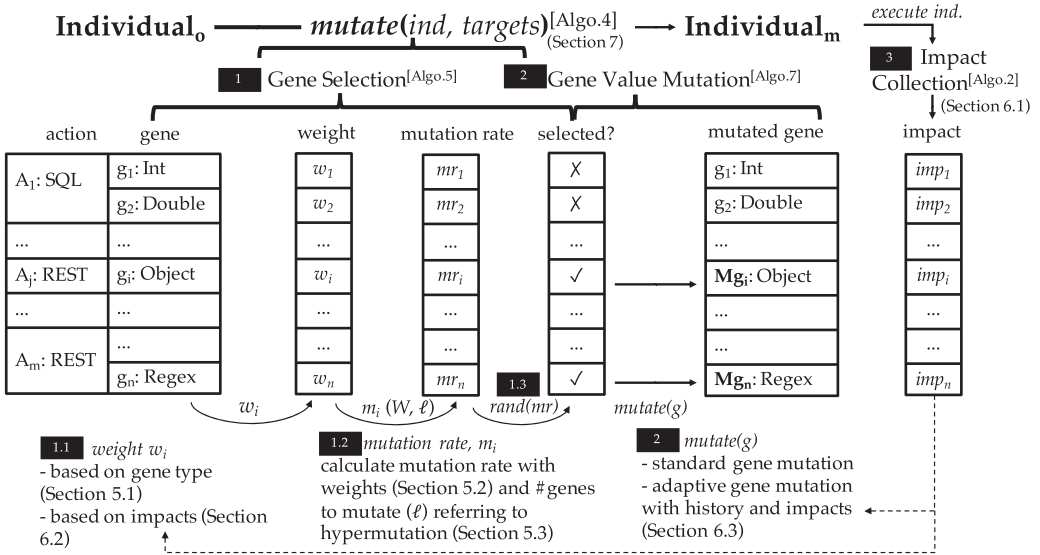 Individual₀ mutate(ind, targets)[Algo.4] (Section 7) Individualₘ execute ind.
1 Gene Selection[Algo.5] 2 Gene Value Mutation[Algo.7] 3 Impact
Collection[Algo.2]
(Section 6.1)
action gene weight mutation rate selected? mutated gene impact
A₁: SQL g₁: Int w₁ mr₁ ✗ g₁: Int imp₁
g₂: Double w₂ mr₂ ✗ g₂: Double imp₂
... ... ... ... ... ... ...
Aⱼ: REST gᵢ: Object wᵢ mrᵢ ✓ Mgᵢ: Object impᵢ
... ... ... ... ... ... ...
Aₘ: REST ... ... ... ... ... ...
gₙ: Regex wₙ mrₙ ✓ Mgₙ: Regex impₙ
wᵢ mᵢ (W, ℓ) 1.3 rand(mr) mutate(g)
1.1 weight wᵢ
- based on gene type
(Section 5.1)
- based on impacts (Section
6.2)
1.2 mutation rate, mᵢ
calculate mutation rate with
weights (Section 5.2) and #genes
to mutate (ℓ) referring to
hypermutation (Section 5.3)
2 mutate(g)
- standard gene mutation
- adaptive gene mutation
with history and impacts
(Section 6.3)